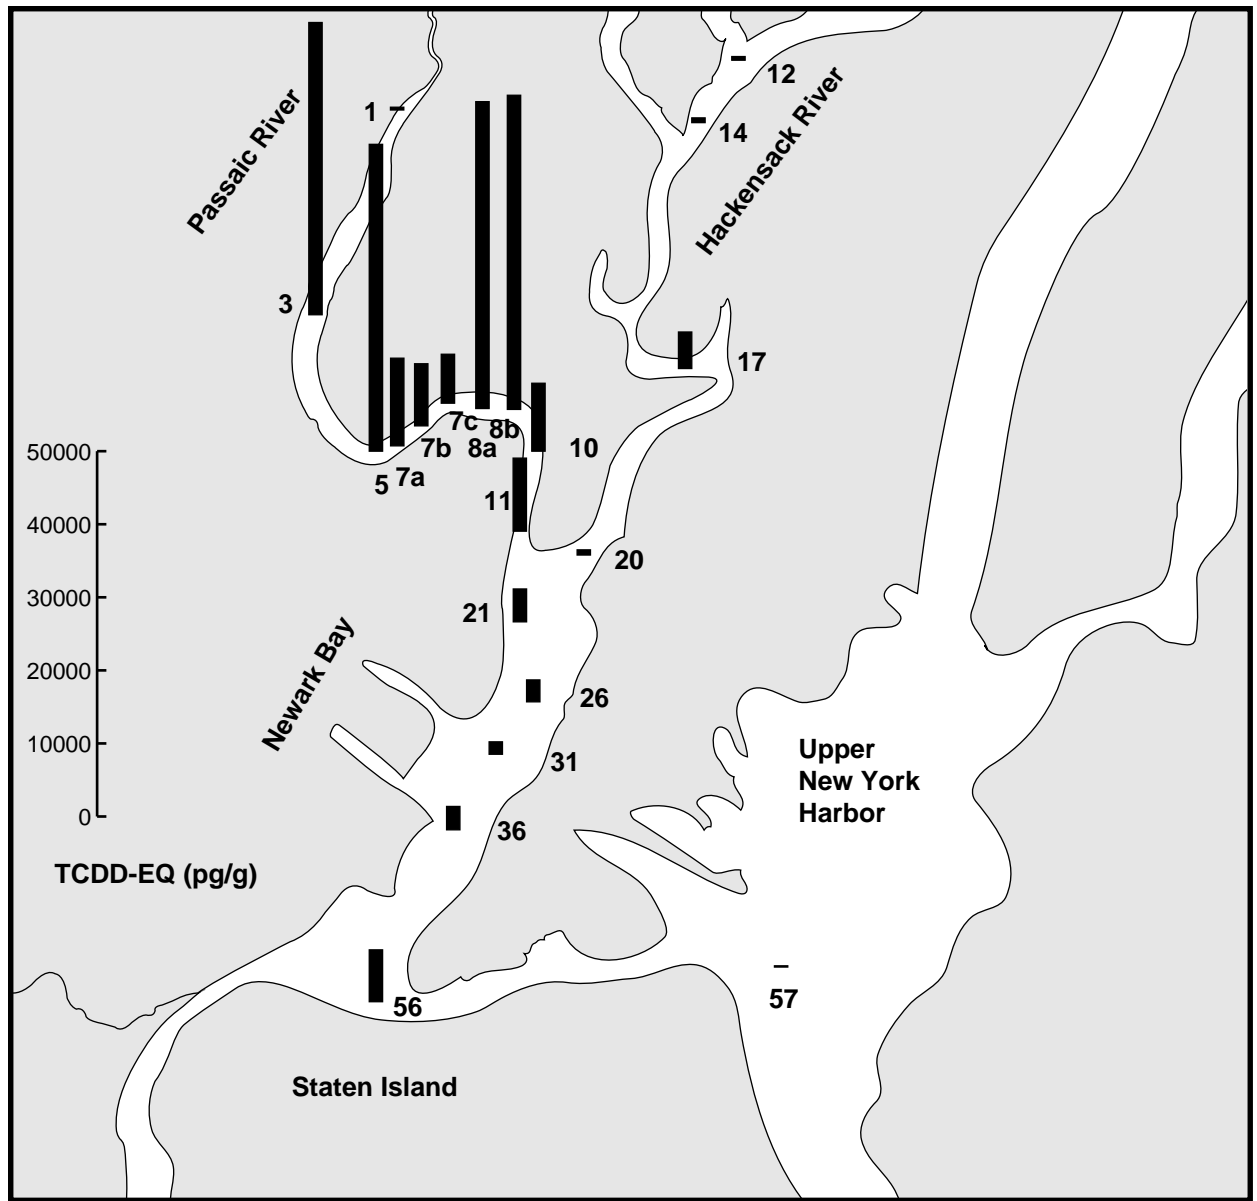 12
1
14
Passaic River
Hackensack River
3
17
7c
8b
7b
8a
10
50000
5
7a
11
40000
20
30000
21
20000
Newark Bay
26
10000
31
Upper
New York
Harbor
0
36
TCDD-EQ (pg/g)
57
56
Staten Island